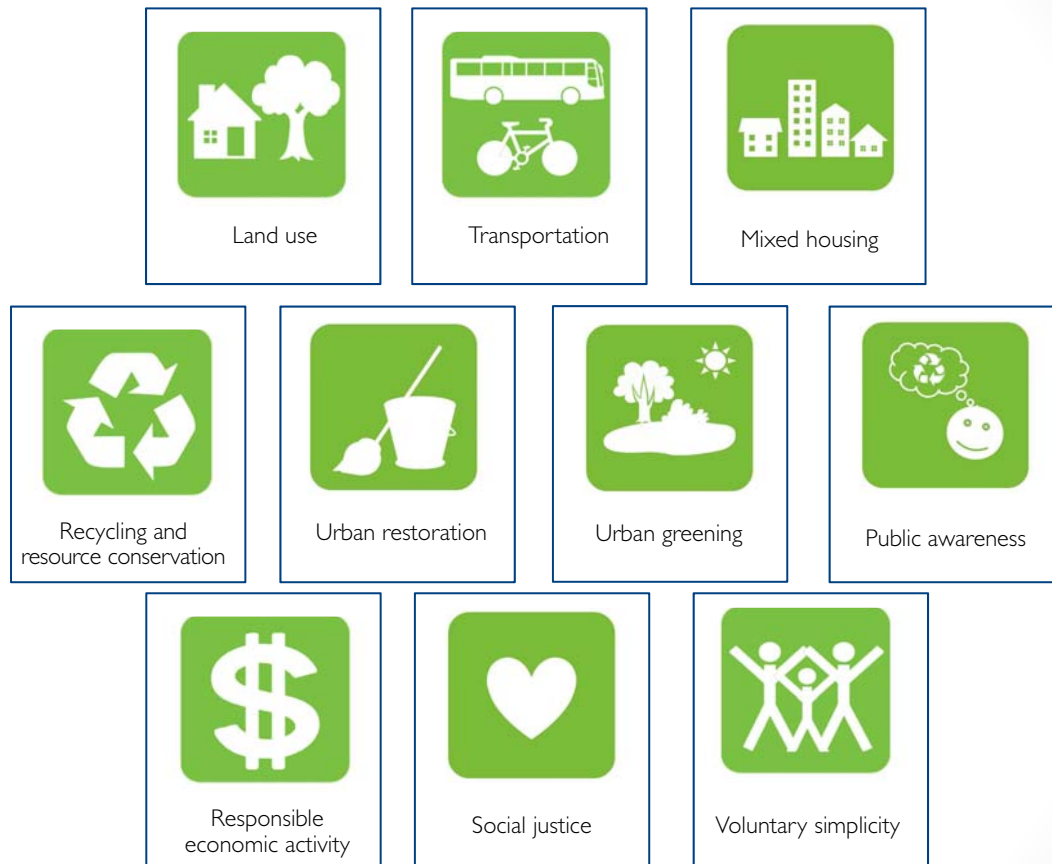 Land use
Transportation
Mixed housing
Recycling and
resource conservation
Urban restoration
Urban greening
Public awareness
Responsible
economic activity
Social justice
Voluntary simplicity